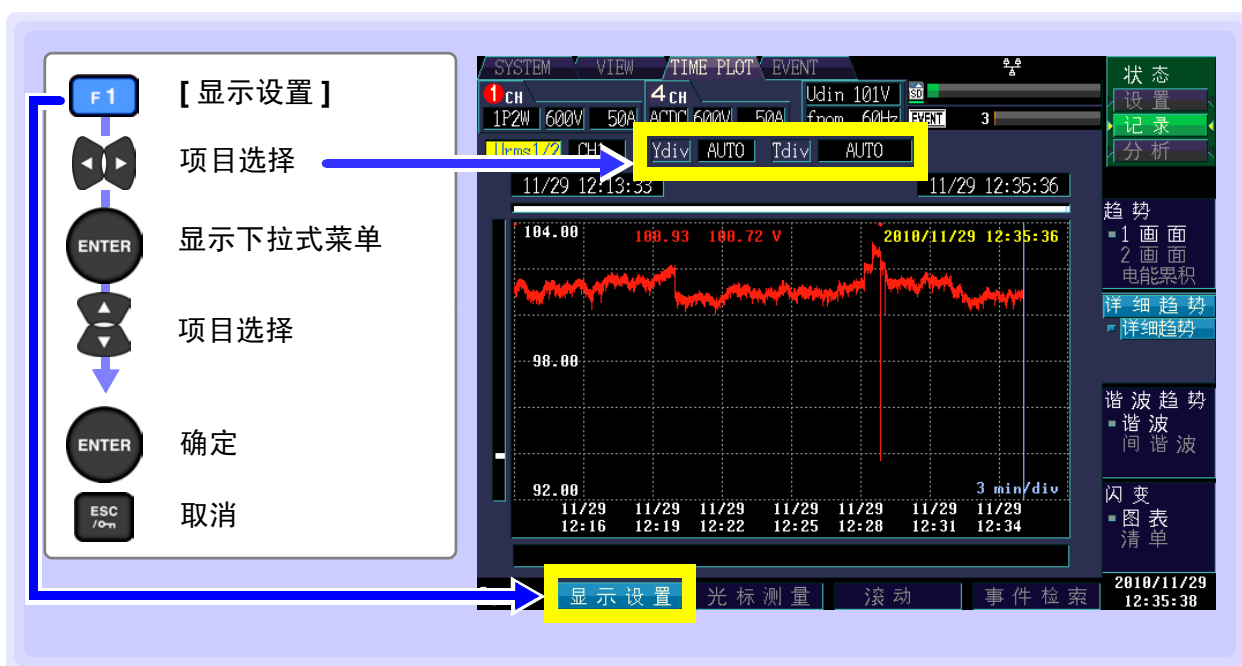 F1 [ 显示设置 ]
项目选择
ENTER 显示下拉式菜单
项目选择
ENTER 确定
ESC 取消
SYSTEM VIEW TIME PLOT EVENT
1 CH 4 CH Udin 101V SD
1P2W 600V 50A ACDC 600V 50A fnom 60Hz EVENT 3
Urms1/2 CH1 Ydiv AUTO Tdiv AUTO
11/29 12:13:33 11/29 12:35:36
104.00 100.93 100.72 V 2010/11/29 12:35:36
98.00
92.00 3 min/div
11/29 11/29 11/29 11/29 11/29 11/29 11/29
12:16 12:19 12:22 12:25 12:28 12:31 12:34
显示设置 光标测量 滚动 事件检索
状态
设置
记录
分析
趋势
1画面
2画面
电能累积
详细趋势
详细趋势
谐波趋势
谐波
间谐波
闪变
图表
清单
2010/11/29
12:35:38